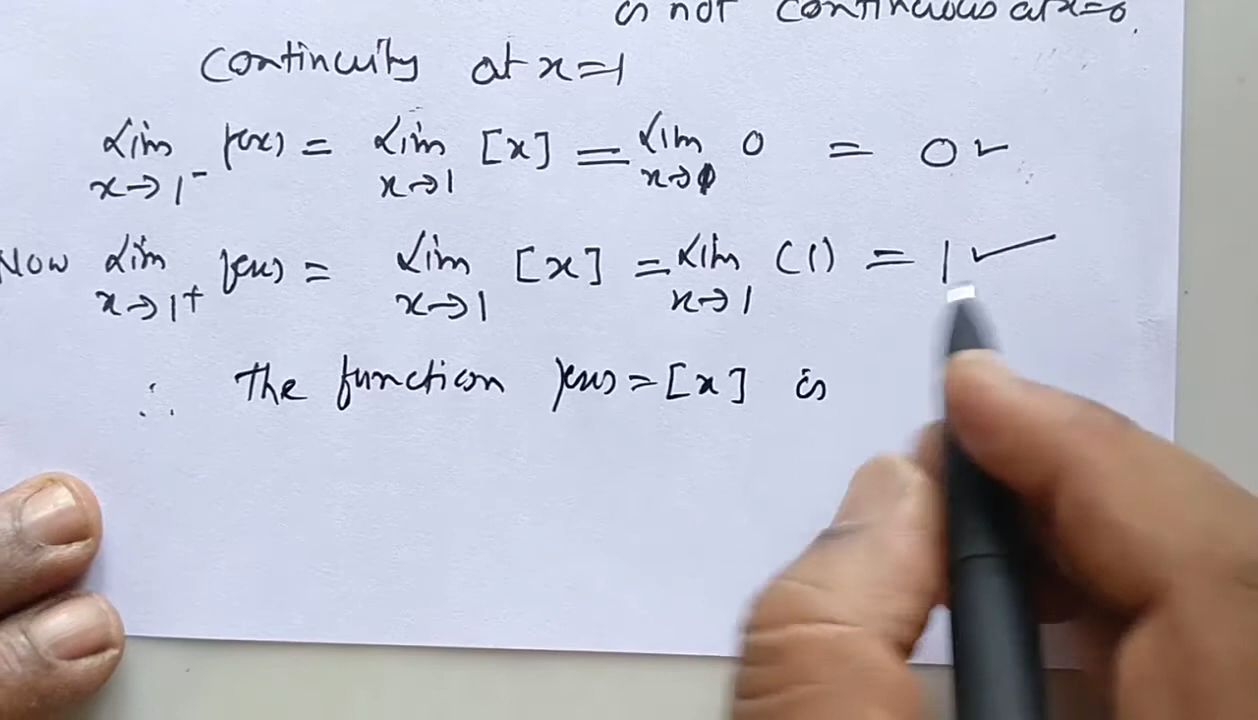 is not continuous at x=0.
Continuity at x=1
Lim x→1⁻ f(x) = Lim x→1 [x] = Lim x→1 0 = 0 ✓
Now Lim x→1⁺ f(x) = Lim x→1 [x] = Lim x→1 (1) = 1 ✓
∴ The function f(x) = [x] is